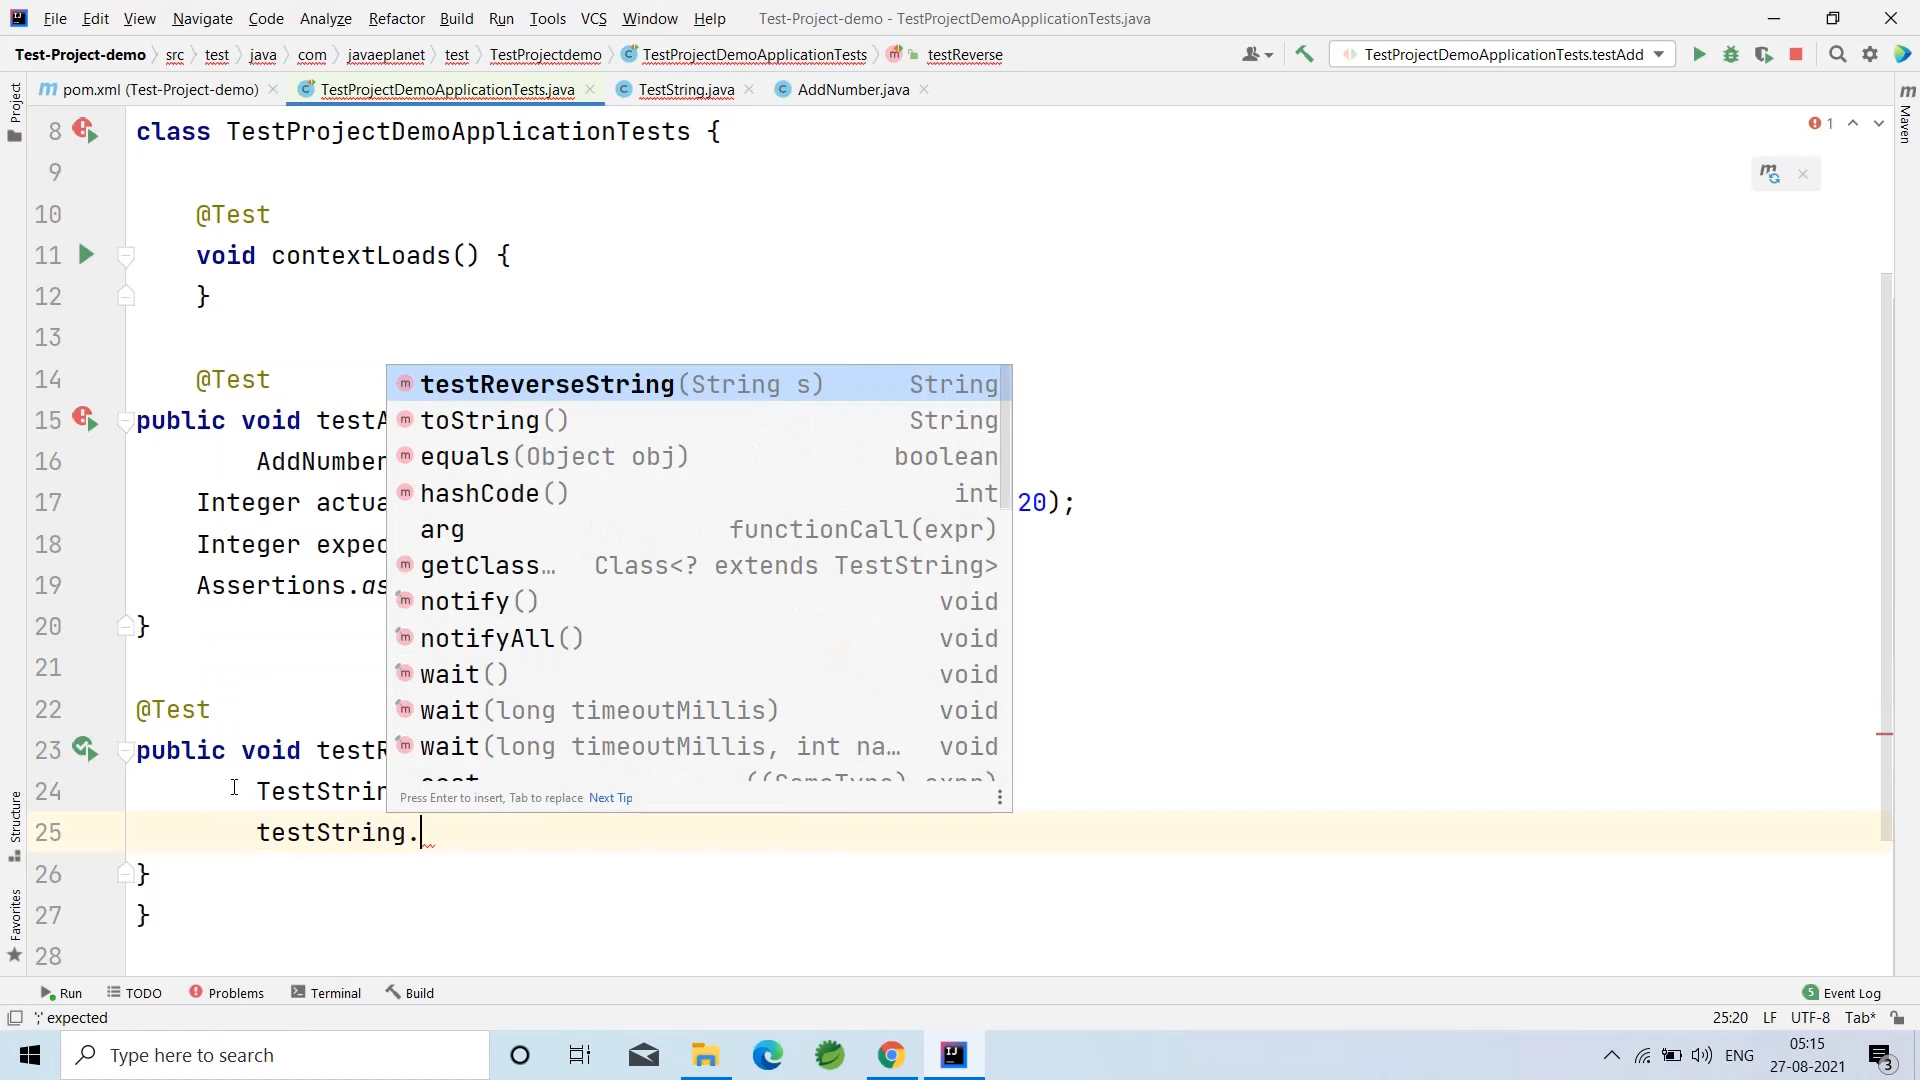 File Edit View Navigate Code Analyze Refactor Build Run Tools VCS Window Help Test-Project-demo - TestProjectDemoApplicationTests.java
Test-Project-demo src test java com javaeplanet test TestProjectdemo TestProjectDemoApplicationTests testReverse TestProjectDemoApplicationTests.testAdd
Project
Maven
pom.xml (Test-Project-demo) TestProjectDemoApplicationTests.java TestString.java AddNumber.java
8 class TestProjectDemoApplicationTests {
1
9
10 @Test
11 void contextLoads() {
12 }
13
14 @Test
15 public void testA
16 AddNumber
17 Integer actua 20);
18 Integer expec
19 Assertions.as
20 }
21
22 @Test
23 public void testR
24 TestStrin
25 testString.
26 }
27 }
28
testReverseString(String s) String
toString() String
equals(Object obj) boolean
hashCode() int
arg functionCall(expr)
getClass… Class<? extends TestString>
notify() void
notifyAll() void
wait() void
wait(long timeoutMillis) void
wait(long timeoutMillis, int na… void
cast ((SomeType) expr)
Press Enter to insert, Tab to replace Next Tip
Structure
Favorites
Run TODO Problems Terminal Build 5 Event Log
';' expected 25:20 LF UTF-8 Tab*
Type here to search ENG 05:15
27-08-2021 3